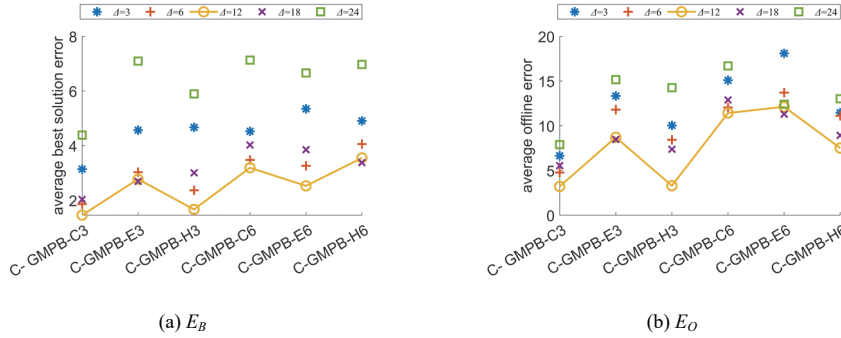 Δ=3 Δ=6 Δ=12 Δ=18 Δ=24
8
6
4
2
average best solution error
C- GMPB-C3
C-GMPB-E3
C-GMPB-H3
C-GMPB-C6
C-GMPB-E6
C-GMPB-H6
(a) E_B
Δ=3 Δ=6 Δ=12 Δ=18 Δ=24
20
15
10
5
0
average offline error
C- GMPB-C3
C-GMPB-E3
C-GMPB-H3
C-GMPB-C6
C-GMPB-E6
C-GMPB-H6
(b) E_O